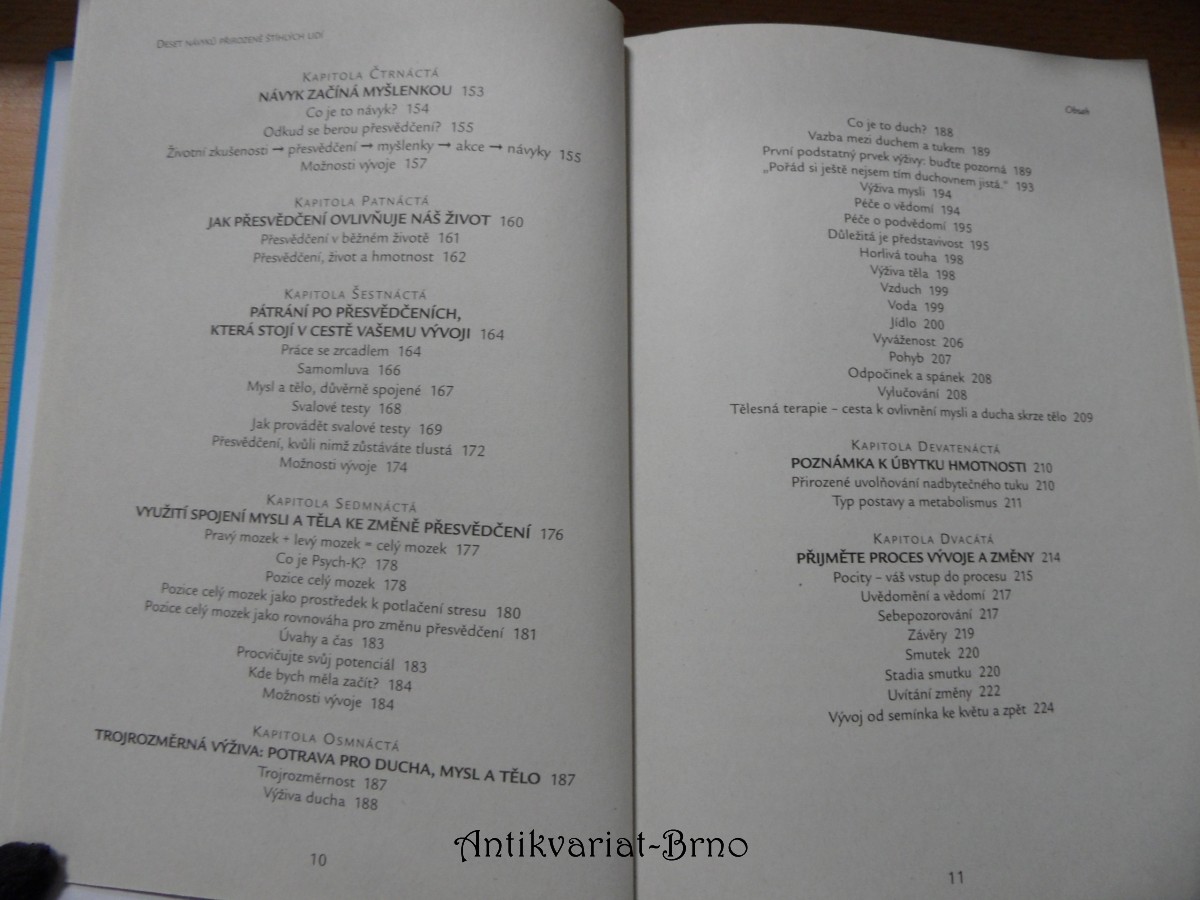 Deset návyků přirozeně štíhlých lidí
Kapitola Čtrnáctá
NÁVYK ZAČÍNÁ MYŠLENKOU 153
Co je to návyk? 154
Odkud se berou přesvědčení? 155
Životní zkušenosti → přesvědčení → myšlenky → akce → návyky 155
Možnosti vývoje 157
Kapitola Patnáctá
JAK PŘESVĚDČENÍ OVLIVŇUJE NÁŠ ŽIVOT 160
Přesvědčení v běžném životě 161
Přesvědčení, život a hmotnost 162
Kapitola Šestnáctá
PÁTRÁNÍ PO PŘESVĚDČENÍCH,
KTERÁ STOJÍ V CESTĚ VAŠEMU VÝVOJI 164
Práce se zrcadlem 164
Samomluva 166
Mysl a tělo, důvěrně spojené 167
Svalové testy 168
Jak provádět svalové testy 169
Přesvědčení, kvůli nimž zůstáváte tlustá 172
Možnosti vývoje 174
Kapitola Sedmnáctá
VYUŽITÍ SPOJENÍ MYSLI A TĚLA KE ZMĚNĚ PŘESVĚDČENÍ 176
Pravý mozek + levý mozek = celý mozek 177
Co je Psych-K? 178
Pozice celý mozek 178
Pozice celý mozek jako prostředek k potlačení stresu 180
Pozice celý mozek jako rovnováha pro změnu přesvědčení 181
Úvahy a čas 183
Procvičujte svůj potenciál 183
Kde bych měla začít? 184
Možnosti vývoje 184
Kapitola Osmnáctá
TROJROZMĚRNÁ VÝŽIVA: POTRAVA PRO DUCHA, MYSL A TĚLO 187
Trojrozměrnost 187
Výživa ducha 188
10
Obsah
Co je to duch? 188
Vazba mezi duchem a tukem 189
První podstatný prvek výživy: buďte pozorná 189
„Pořád si ještě nejsem tím duchovnem jistá.“ 193
Výživa mysli 194
Péče o vědomí 194
Péče o podvědomí 195
Důležitá je představivost 195
Horlivá touha 198
Výživa těla 198
Vzduch 199
Voda 199
Jídlo 200
Vyváženost 206
Pohyb 207
Odpočinek a spánek 208
Vylučování 208
Tělesná terapie – cesta k ovlivnění mysli a ducha skrze tělo 209
Kapitola Devatenáctá
POZNÁMKA K ÚBYTKU HMOTNOSTI 210
Přirozené uvolňování nadbytečného tuku 210
Typ postavy a metabolismus 211
Kapitola Dvacátá
PŘIJMĚTE PROCES VÝVOJE A ZMĚNY 214
Pocity – váš vstup do procesu 215
Uvědomění a vědomí 217
Sebepozorování 217
Závěry 219
Smutek 220
Stadia smutku 220
Uvítání změny 222
Vývoj od semínka ke květu a zpět 224
11
Antikvariat-Brno